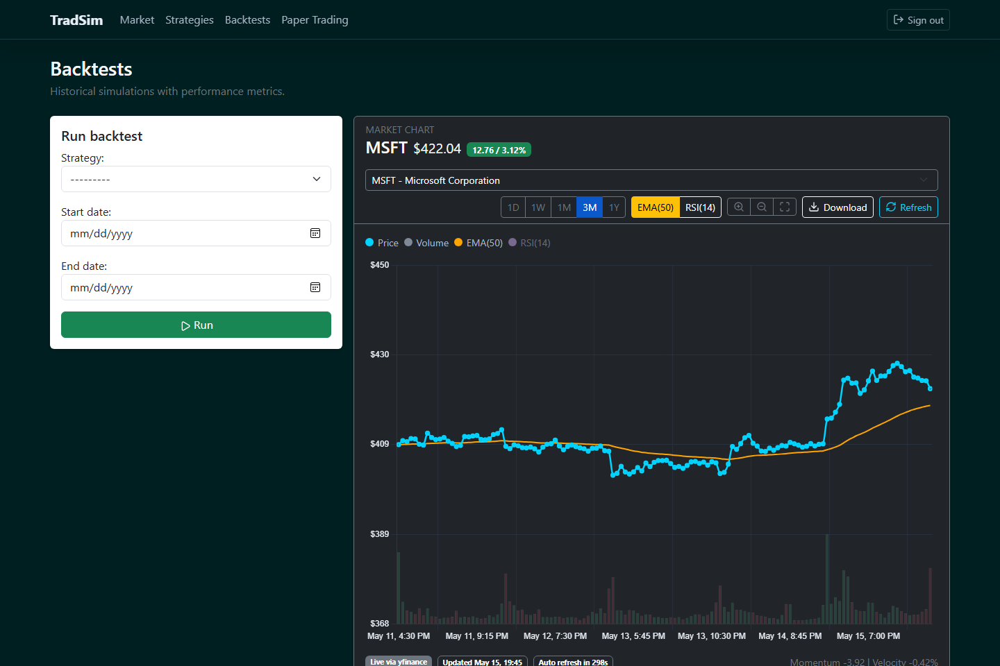 TradSim Market Strategies Backtests Paper Trading Sign out
Backtests
Historical simulations with performance metrics.
Run backtest
Strategy:
---------
Start date:
mm/dd/yyyy
End date:
mm/dd/yyyy
Run
MARKET CHART
MSFT $422.04 12.76 / 3.12%
MSFT - Microsoft Corporation
1D 1W 1M 3M 1Y EMA(50) RSI(14) Download Refresh
Price Volume EMA(50) RSI(14)
$450
$430
$409
$389
$368
May 11, 4:30 PM May 11, 9:15 PM May 12, 7:30 PM May 13, 5:45 PM May 13, 10:30 PM May 14, 8:45 PM May 15, 7:00 PM
Live via yfinance Updated May 15, 19:45 Auto refresh in 298s Momentum -3.92 | Velocity -0.42%